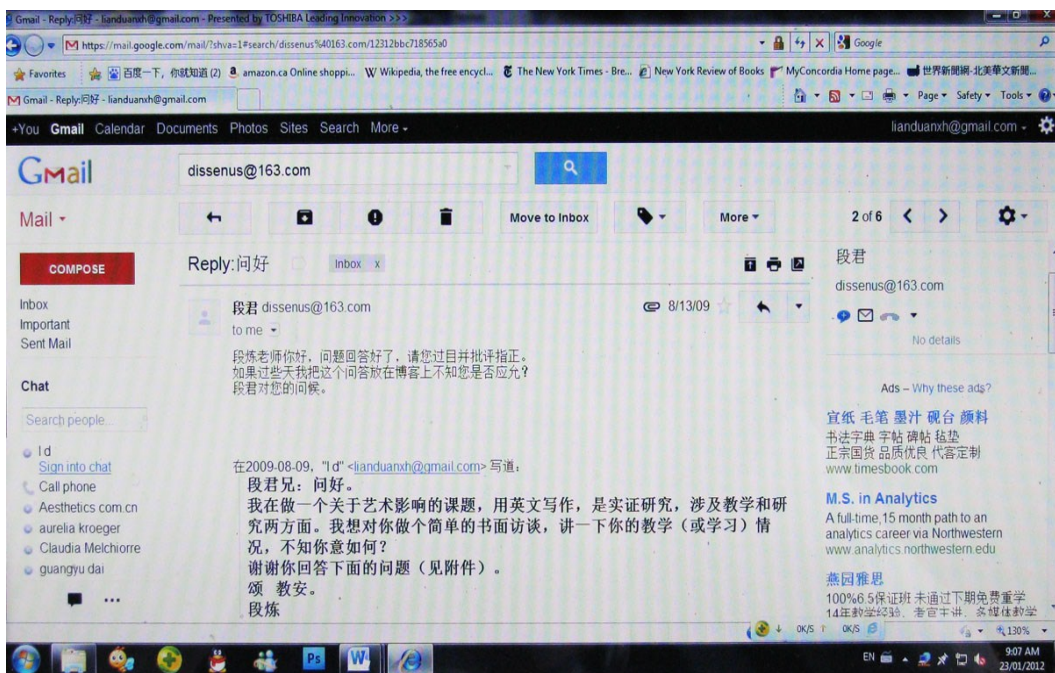 Gmail - Reply:问好 - lianduanxh@gmail.com - Presented by TOSHIBA Leading Innovation >>>
https://mail.google.com/mail/?shva=1#search/dissenus%40163.com/12312bbc718565a0
Google
Favorites 百度一下，你就知道 (2) amazon.ca Online shoppi... Wikipedia, the free encycl... The New York Times - Bre... New York Review of Books MyConcordia Home page... 世界新聞網-北美華文新聞...
Gmail - Reply:问好 - lianduanxh@gmail.com
Page Safety Tools
+You Gmail Calendar Documents Photos Sites Search More
lianduanxh@gmail.com
GMail
dissenus@163.com
Mail
Move to Inbox
More
2 of 6
COMPOSE
Inbox
Important
Sent Mail
Chat
Search people...
l d
Sign into chat
Call phone
Aesthetics com.cn
aurelia kroeger
Claudia Melchiorre
guangyu dai
Reply:问好
Inbox x
段君 dissenus@163.com
8/13/09
to me
段炼老师你好，问题回答好了，请您过目并批评指正。
如果过些天我把这个问答放在博客上不知您是否应允？
段君对您的问候。
在2009-08-09，"l d" <lianduanxh@gmail.com> 写道：
段君兄：问好。
我在做一个关于艺术影响的课题，用英文写作，是实证研究，涉及教学和研
究两方面。我想对你做个简单的书面访谈，讲一下你的教学（或学习）情
况，不知你意如何？
谢谢你回答下面的问题（见附件）。
颂 教安。
段炼
段君
dissenus@163.com
No details
Ads – Why these ads?
宣纸 毛笔 墨汁 砚台 颜料
书法字典 字帖 碑帖 毡垫
正宗国货 品质优良 代客定制
www.timesbook.com
M.S. in Analytics
A full-time,15 month path to an
analytics career via Northwestern
www.analytics.northwestern.edu
燕园雅思
100%6.5保证班 未通过下期免费重学
14年教学经验，考官主讲，多媒体教学
0K/S 0K/S
130%
Ps
W
EN
9:07 AM
23/01/2012